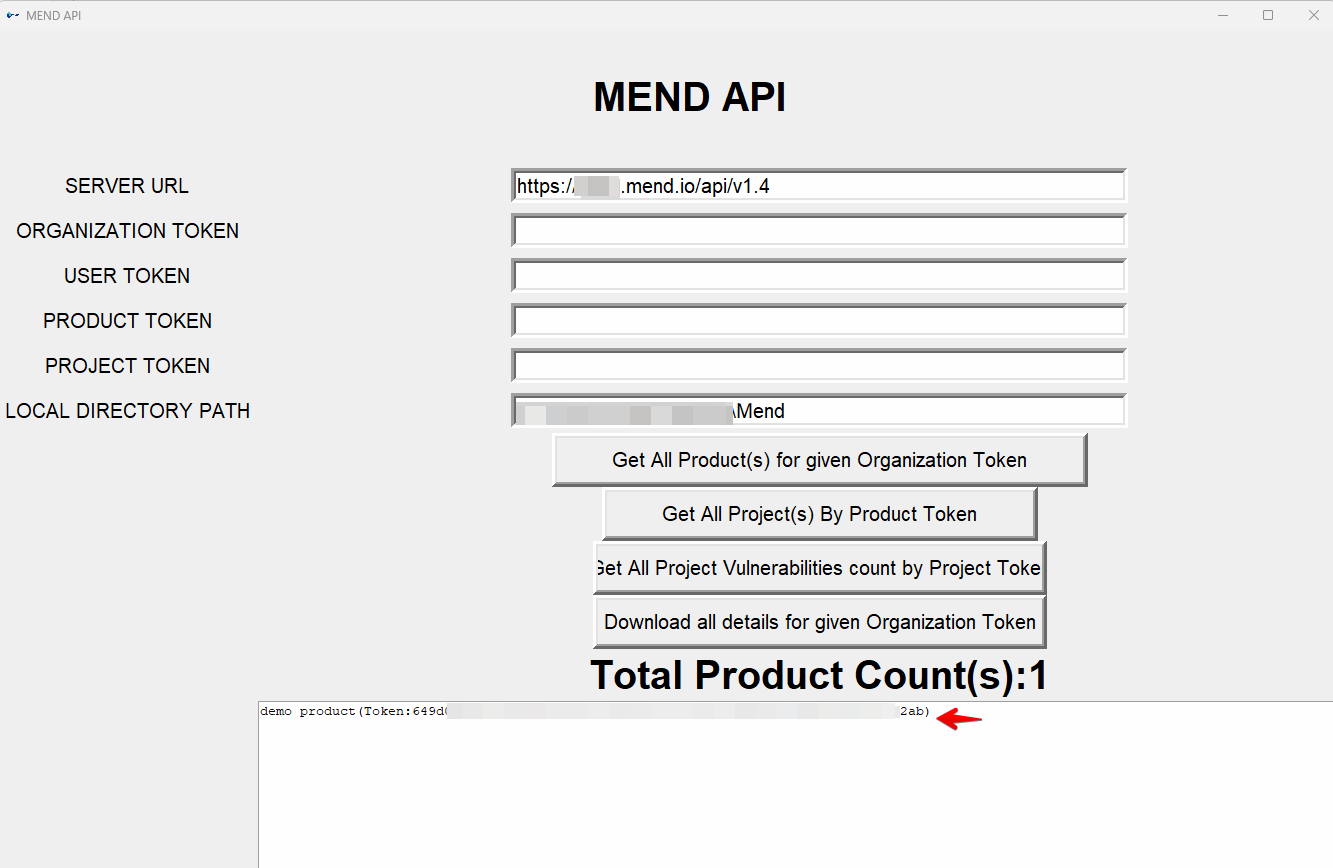 MEND API
MEND API
SERVER URL https:/ .mend.io/api/v1.4
ORGANIZATION TOKEN
USER TOKEN
PRODUCT TOKEN
PROJECT TOKEN
LOCAL DIRECTORY PATH \Mend
Get All Product(s) for given Organization Token
Get All Project(s) By Product Token
Get All Project Vulnerabilities count by Project Toke
Download all details for given Organization Token
Total Product Count(s):1
demo product(Token:649d 2ab)